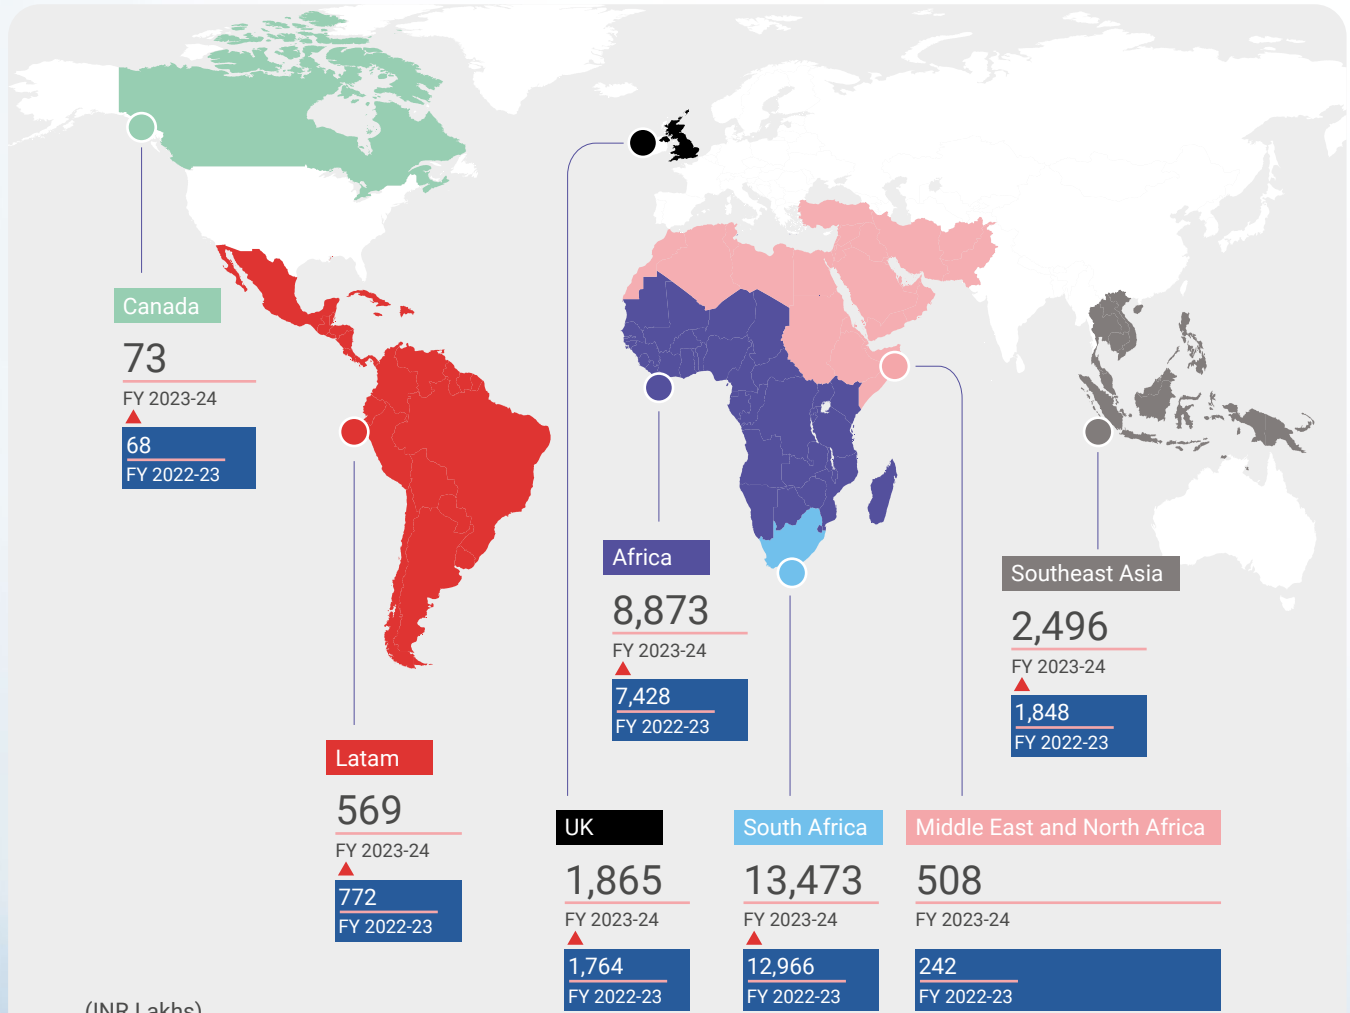 Canada
73
FY 2023-24
68
FY 2022-23
Latam
569
FY 2023-24
772
FY 2022-23
UK
1,865
FY 2023-24
1,764
FY 2022-23
Africa
8,873
FY 2023-24
7,428
FY 2022-23
South Africa
13,473
FY 2023-24
12,966
FY 2022-23
Middle East and North Africa
508
FY 2023-24
242
FY 2022-23
Southeast Asia
2,496
FY 2023-24
1,848
FY 2022-23
(INR Lakhs)